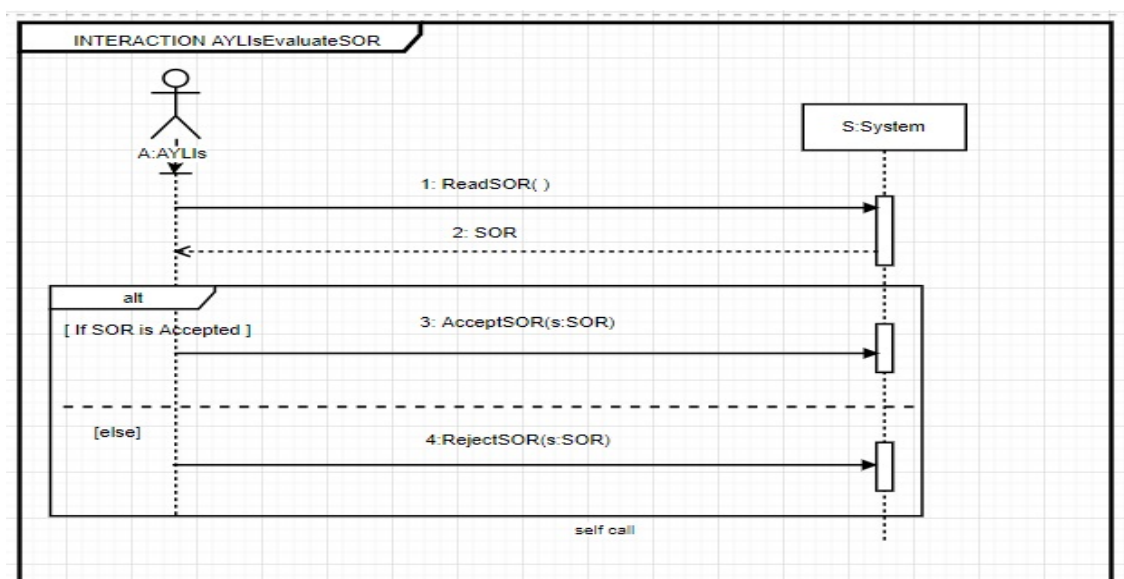 INTERACTION AYLIsEvaluateSOR
A:AYLIs
S:System
1: ReadSOR( )
2: SOR
alt
[ If SOR is Accepted ]
3: AcceptSOR(s:SOR)
[else]
4:RejectSOR(s:SOR)
self call